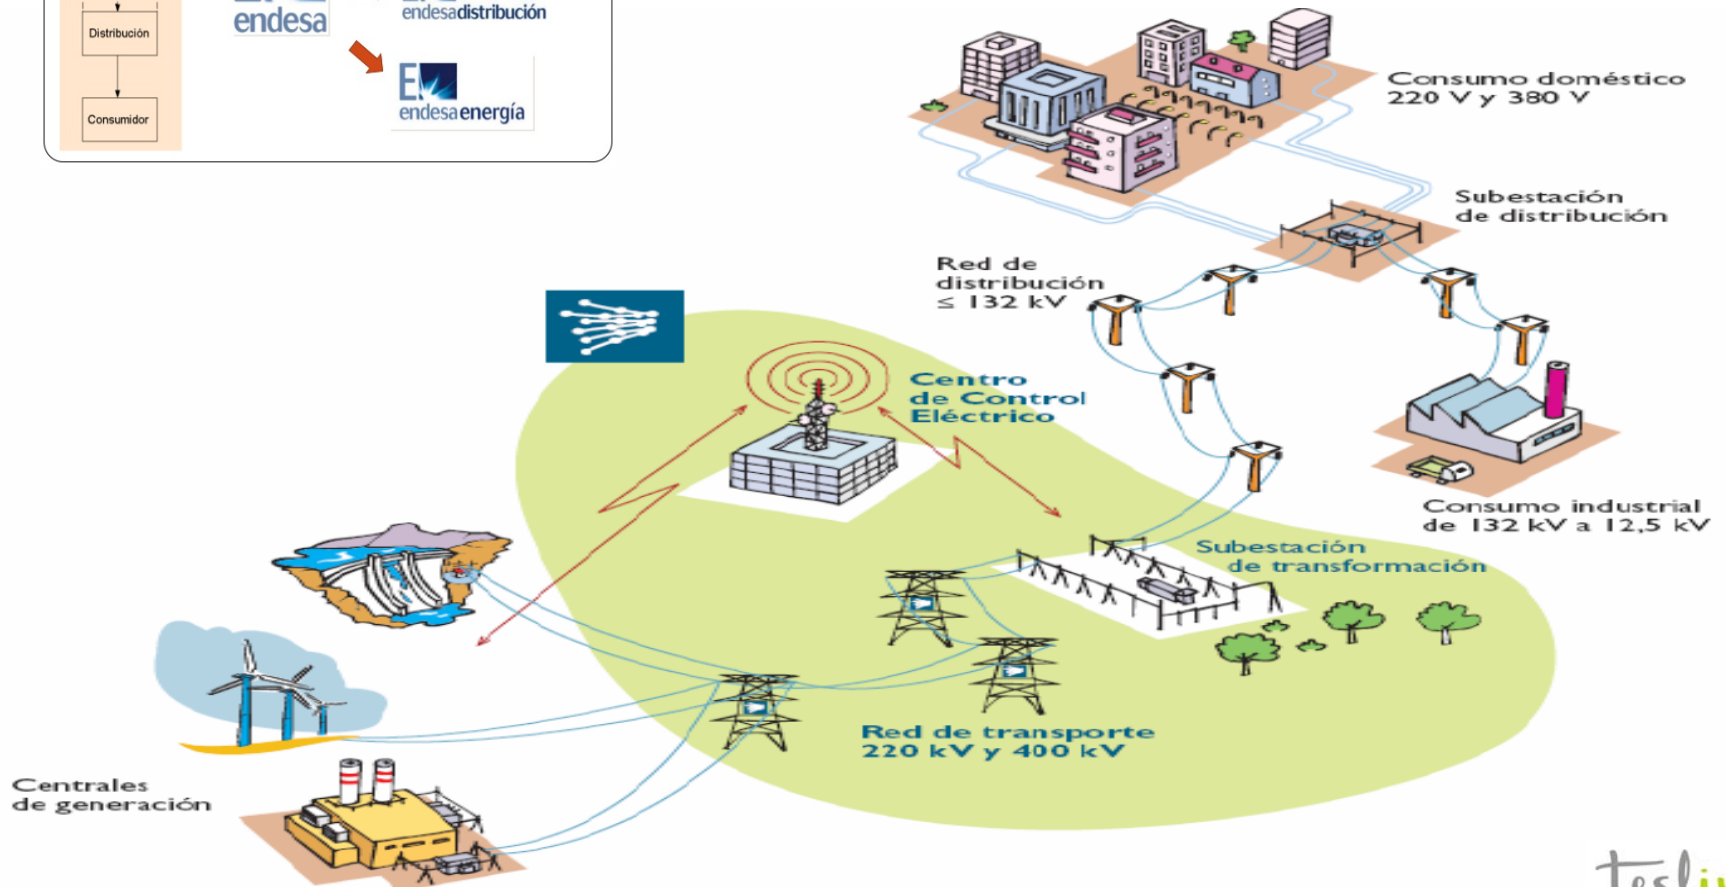 Distribución
Consumidor
endesa
endesadistribución
endesaenergía
Consumo doméstico
220 V y 380 V
Subestación
de distribución
Red de
distribución
≤ 132 kV
Centro
de Control
Eléctrico
Consumo industrial
de 132 kV a 12,5 kV
Subestación
de transformación
Red de transporte
220 kV y 400 kV
Centrales
de generación